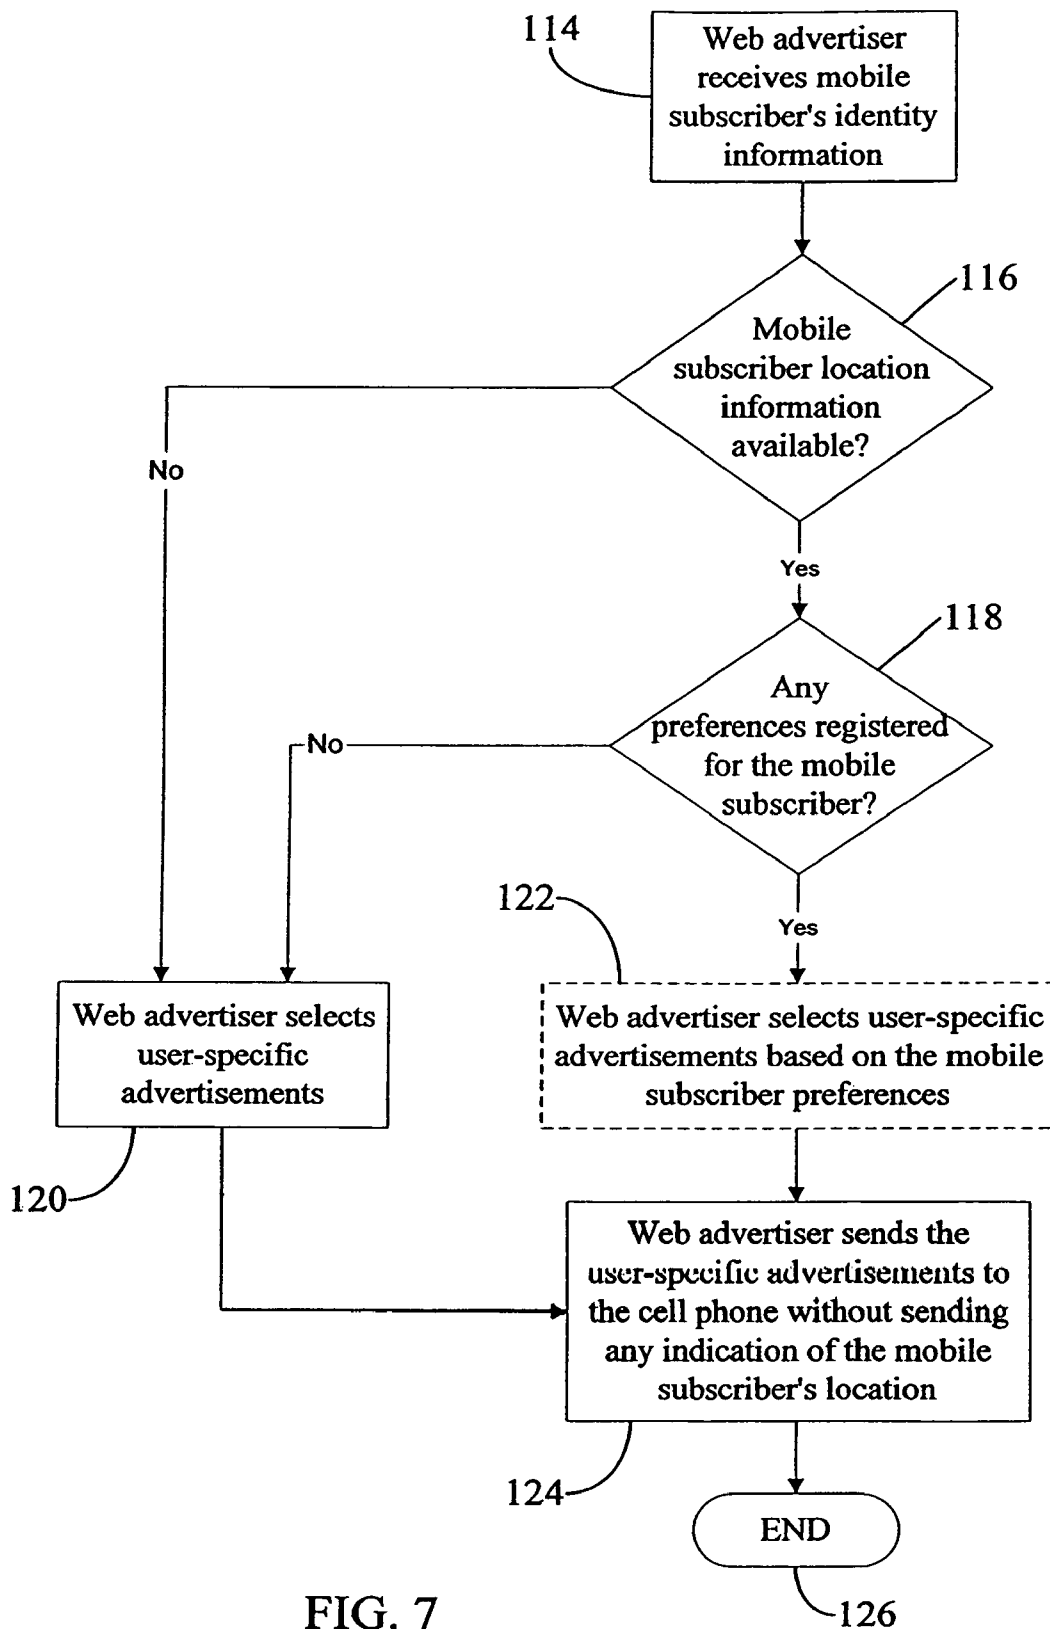 114
Web advertiser
receives mobile
subscriber's identity
information
116
Mobile
subscriber location
information
available?
No
Yes
118
Any
preferences registered
for the mobile
subscriber?
No
122
Yes
Web advertiser selects
user-specific
advertisements
Web advertiser selects user-specific
advertisements based on the mobile
subscriber preferences
120
Web advertiser sends the
user-specific advertisements to
the cell phone without sending
any indication of the mobile
subscriber's location
124
END
126
FIG. 7